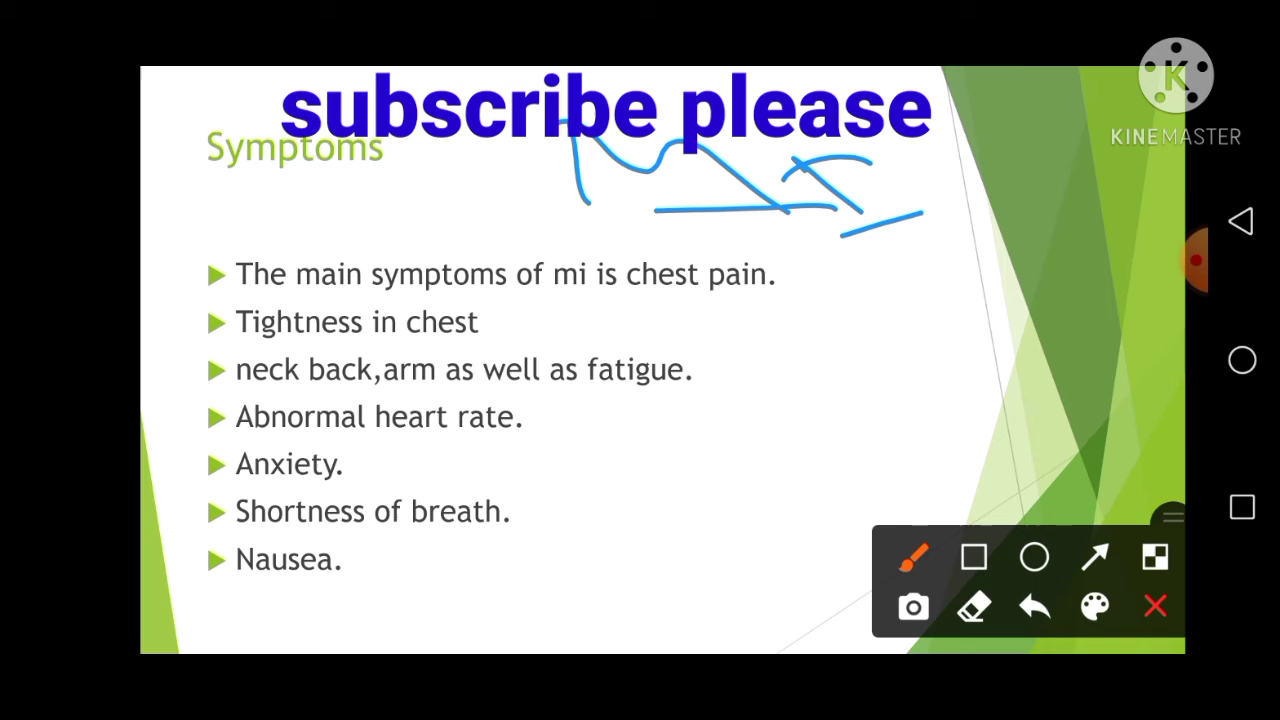 subscribe please
KINEMASTER
Symptoms
The main symptoms of mi is chest pain.
Tightness in chest
neck back,arm as well as fatigue.
Abnormal heart rate.
Anxiety.
Shortness of breath.
Nausea.